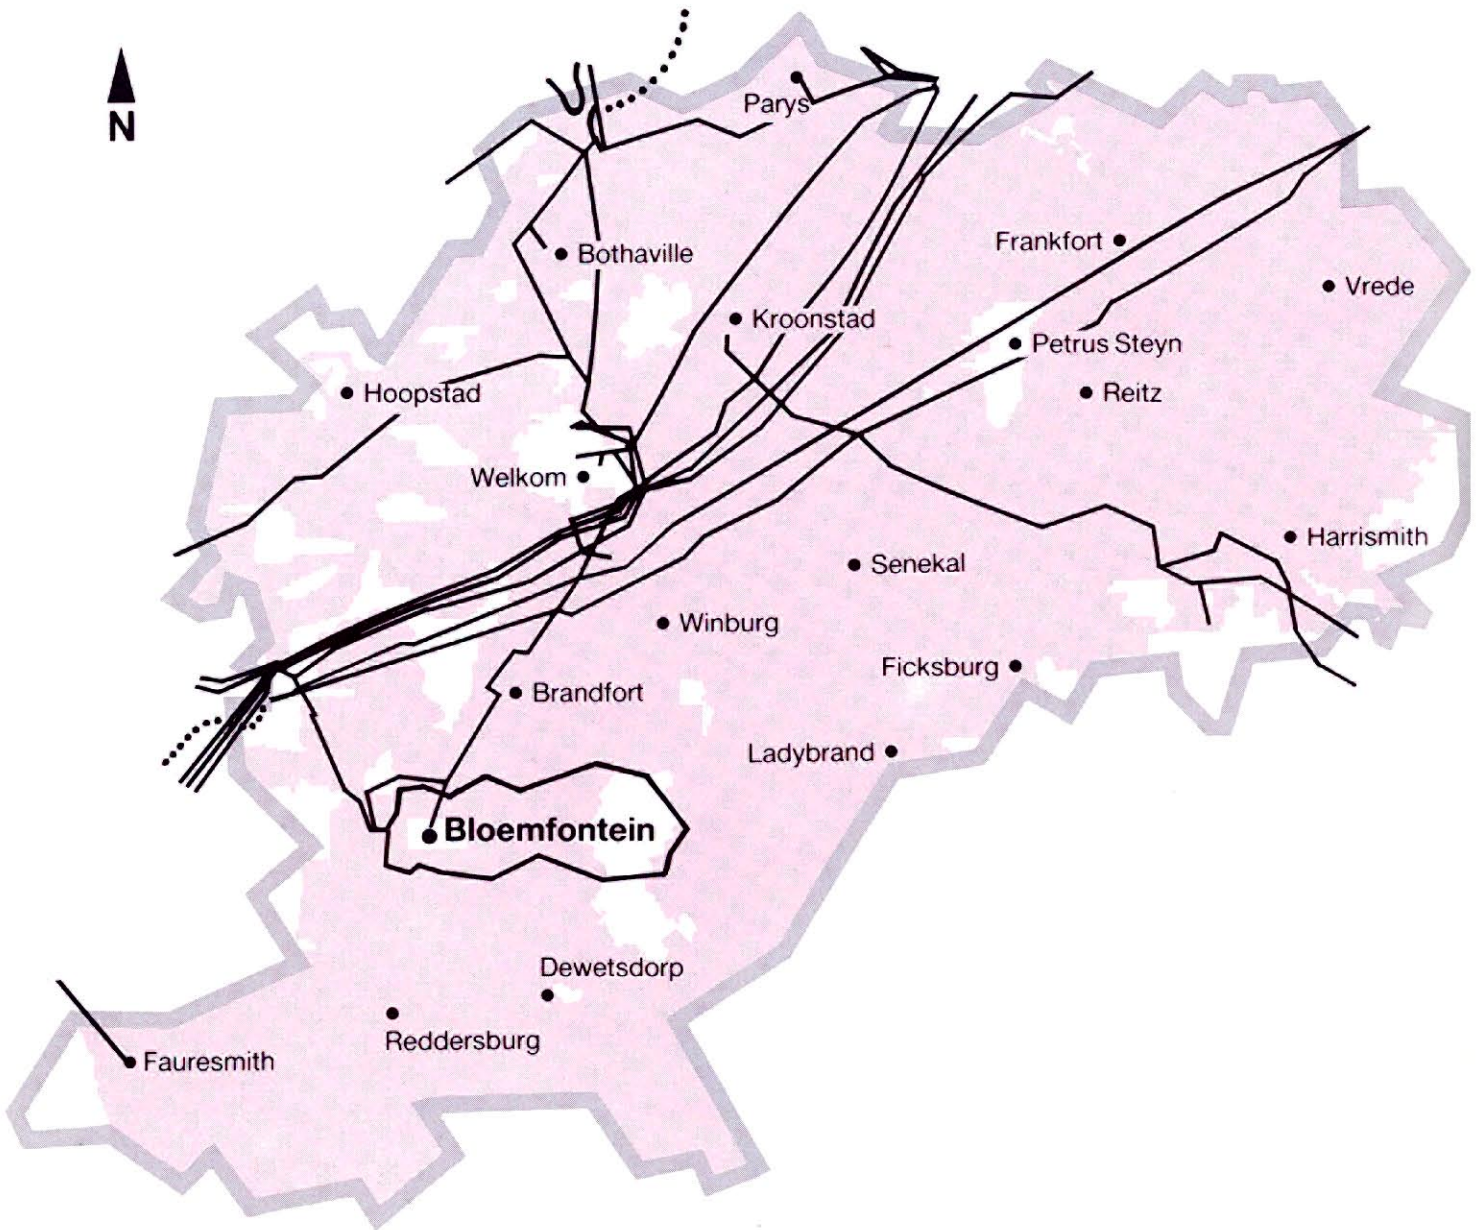 N
Parys
Frankfort
Bothaville
Vrede
Kroonstad
Petrus Steyn
Hoopstad
Reitz
Welkom
Harrismith
Senekal
Winburg
Ficksburg
Brandfort
Ladybrand
Bloemfontein
Dewetsdorp
Reddersburg
Fauresmith